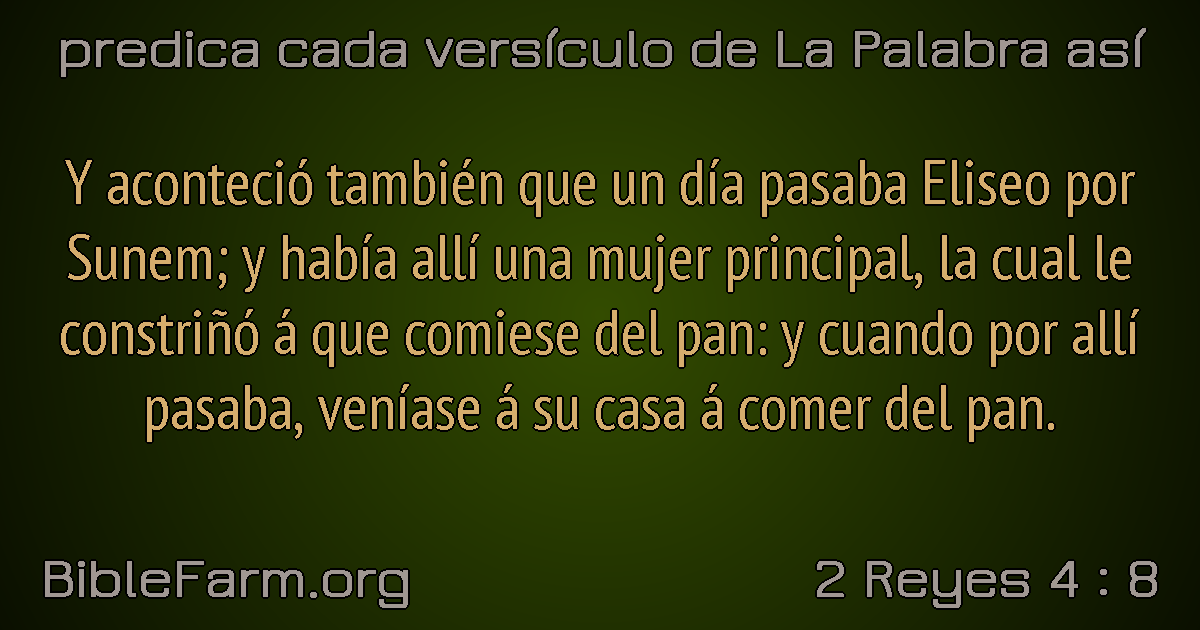 predica cada versículo de La Palabra así
Y aconteció también que un día pasaba Eliseo por
Sunem; y había allí una mujer principal, la cual le
constriñó á que comiese del pan: y cuando por allí
pasaba, veníase á su casa á comer del pan.
BibleFarm.org
2 Reyes 4 : 8